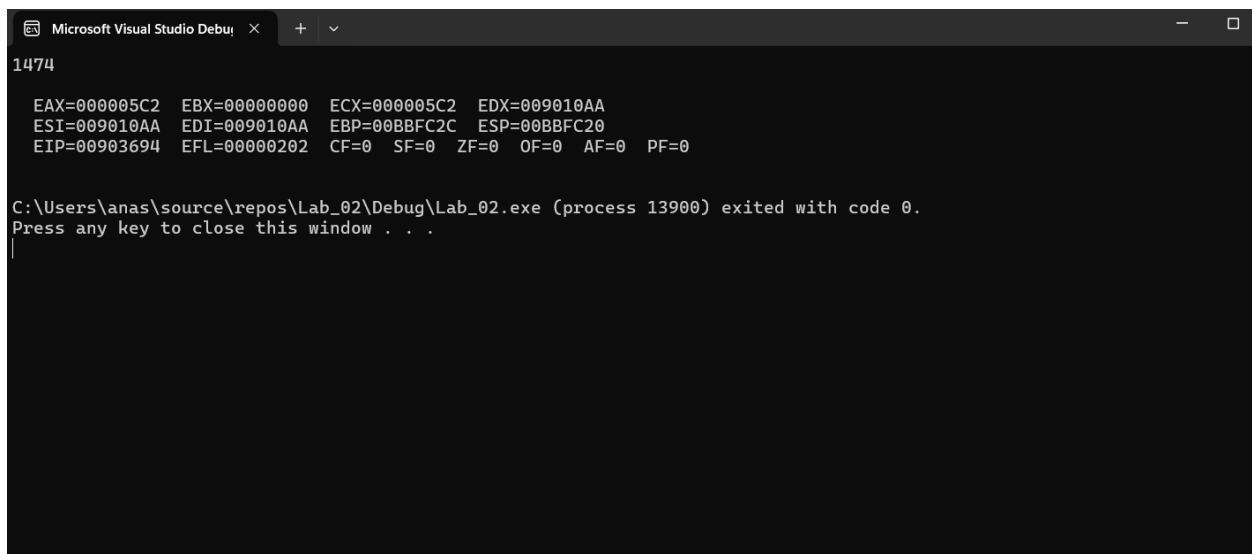 Microsoft Visual Studio Debug
1474
EAX=000005C2 EBX=00000000 ECX=000005C2 EDX=009010AA
ESI=009010AA EDI=009010AA EBP=00BBFC2C ESP=00BBFC20
EIP=00903694 EFL=00000202 CF=0 SF=0 ZF=0 OF=0 AF=0 PF=0
C:\Users\anas\source\repos\Lab_02\Debug\Lab_02.exe (process 13900) exited with code 0.
Press any key to close this window . . .